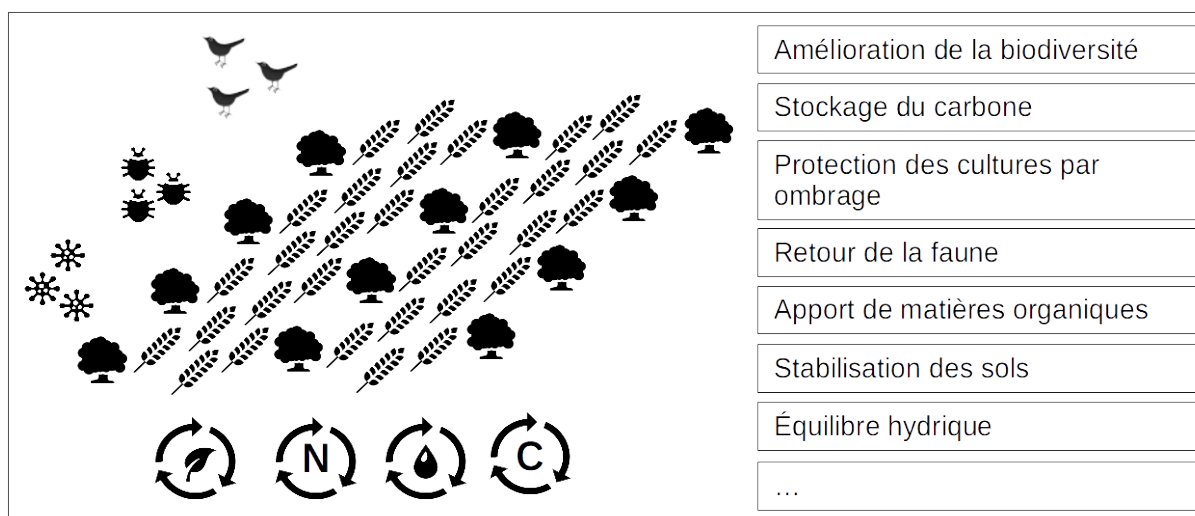 Amélioration de la biodiversité
Stockage du carbone
Protection des cultures par
ombrage
Retour de la faune
Apport de matières organiques
Stabilisation des sols
Équilibre hydrique
…
N
C